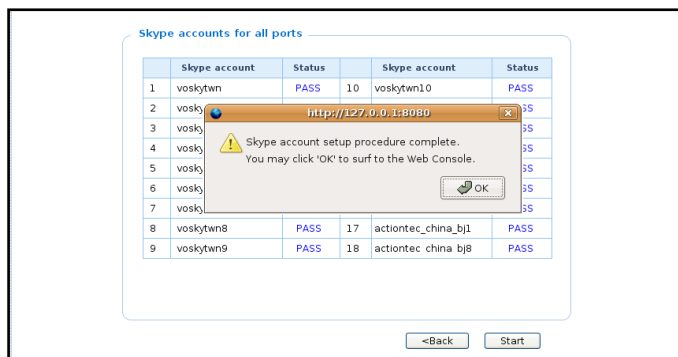 Skype accounts for all ports
Skype account Status Skype account Status
1 voskytwn PASS 10 voskytwn10 PASS
2
http://127.0.0.1:8080
3
Skype account setup procedure complete.
4
You may click 'OK' to surf to the Web Console.
5
6 OK
7
8 voskytwn8 PASS 17 actiontec_china_bj1 PASS
9 voskytwn9 PASS 18 actiontec china bj8 PASS
<Back Start